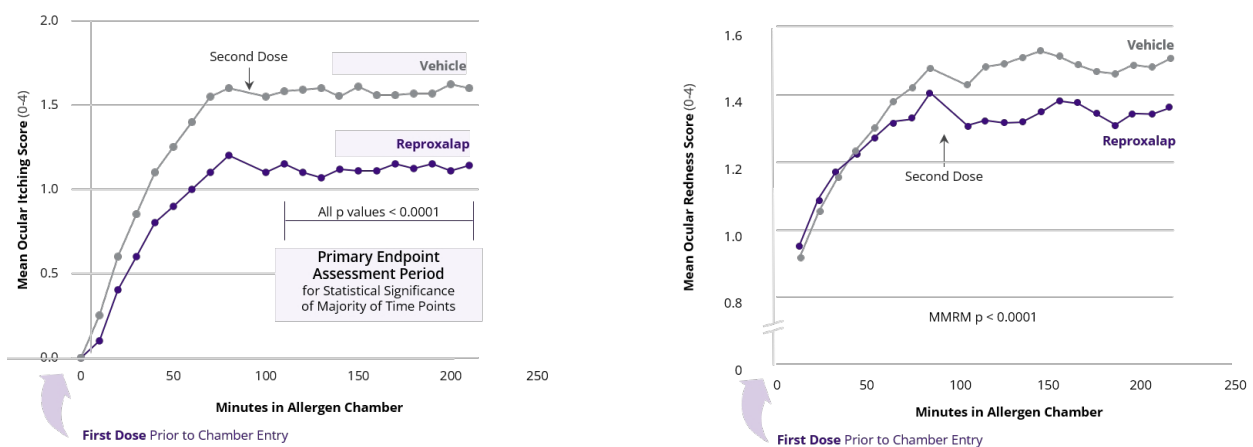 2.0
Second Dose
Vehicle
1.5
Reproxalap
1.0
All p values < 0.0001
Primary Endpoint
Assessment Period
for Statistical Significance
of Majority of Time Points
0.5
0.0
Mean Ocular Itching Score (0-4)
0 50 100 150 200 250
Minutes in Allergen Chamber
First Dose Prior to Chamber Entry
1.6
Vehicle
1.4
Reproxalap
Second Dose
1.2
1.0
0.8
MMRM p < 0.0001
0
Mean Ocular Redness Score (0-4)
0 50 100 150 200 250
Minutes in Allergen Chamber
First Dose Prior to Chamber Entry